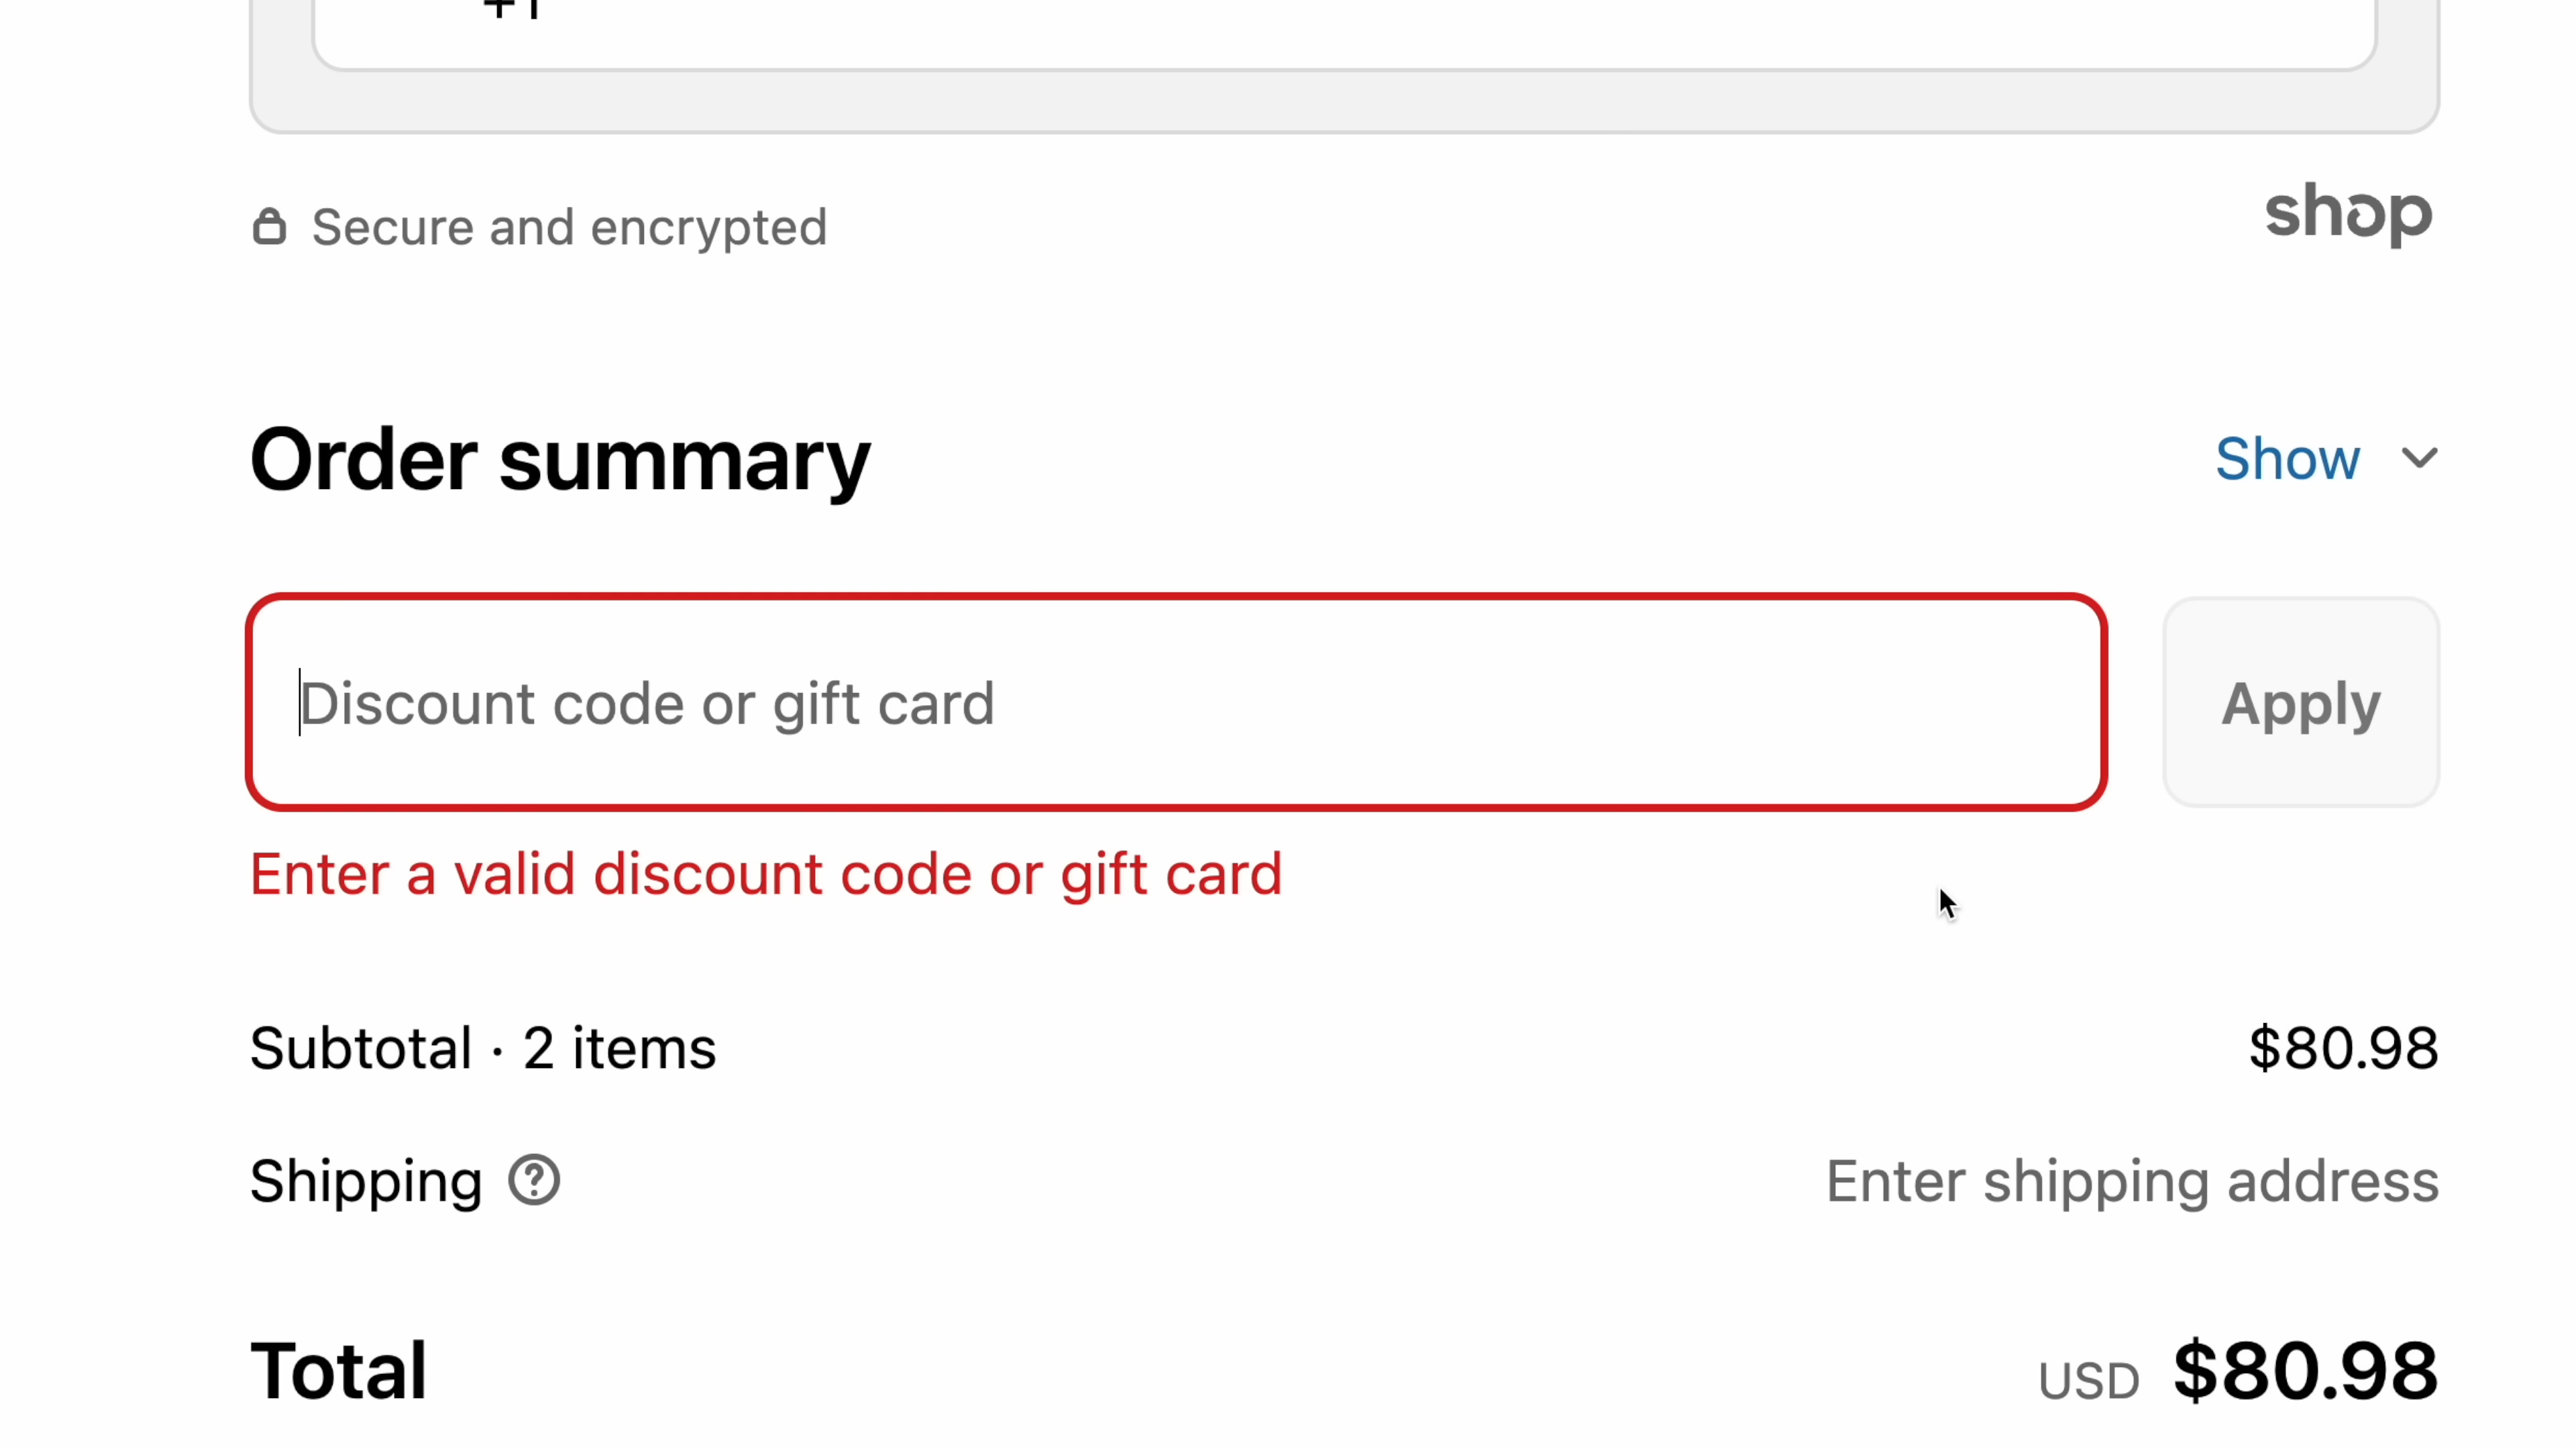 +1
Secure and encrypted
shop
Order summary
Show
Discount code or gift card
Apply
Enter a valid discount code or gift card
Subtotal · 2 items
$80.98
Shipping
Enter shipping address
Total
USD $80.98